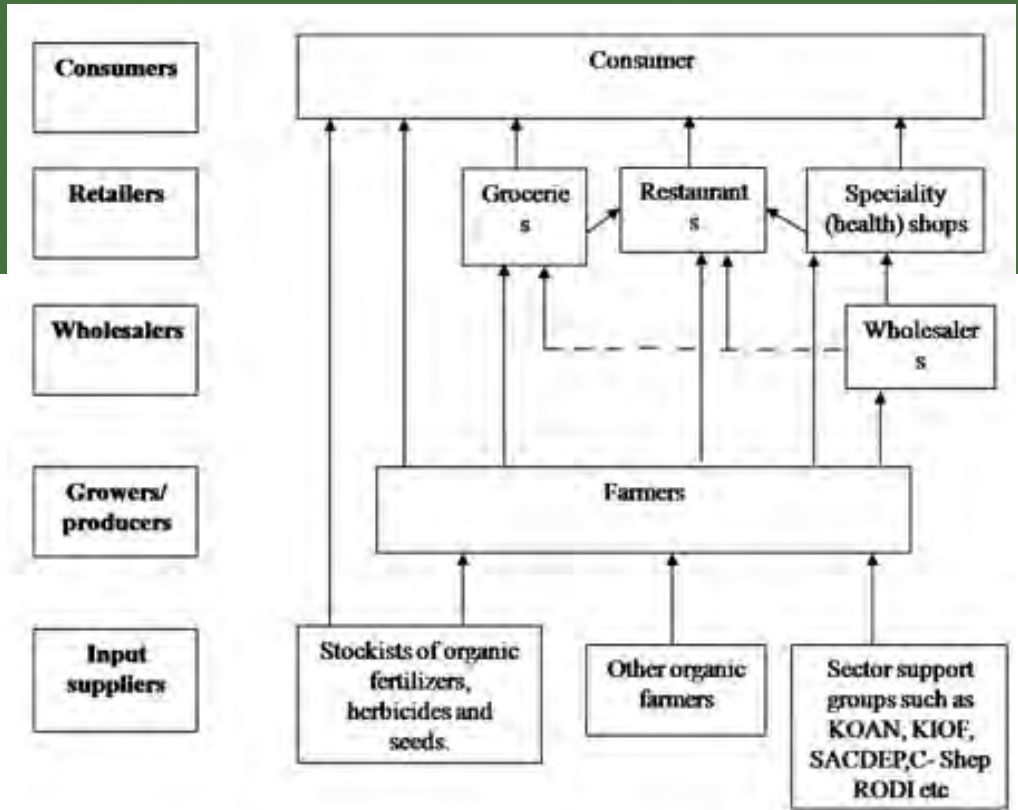 Consumers
Consumer
Retailers
Grocerie
s
Restaurant
s
Speciality
(health) shops
Wholesalers
Wholesaler
s
Growers/
producers
Farmers
Input
suppliers
Stockists of organic
fertilizers,
herbicides and
seeds.
Other organic
farmers
Sector support
groups such as
KOAN, KIOF,
SACDEP,C- Shep
RODI etc